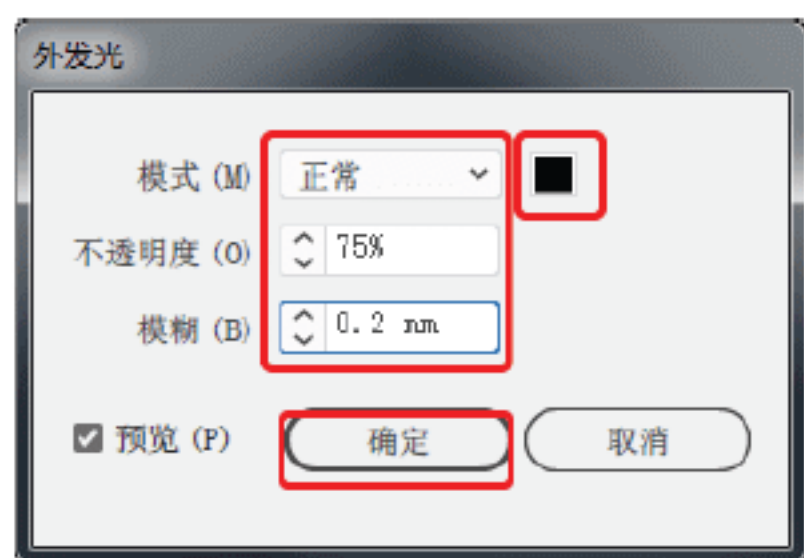 外发光
模式 (M) 正常
不透明度 (O) 75%
模糊 (B) 0.2 mm
预览 (P) 确定 取消